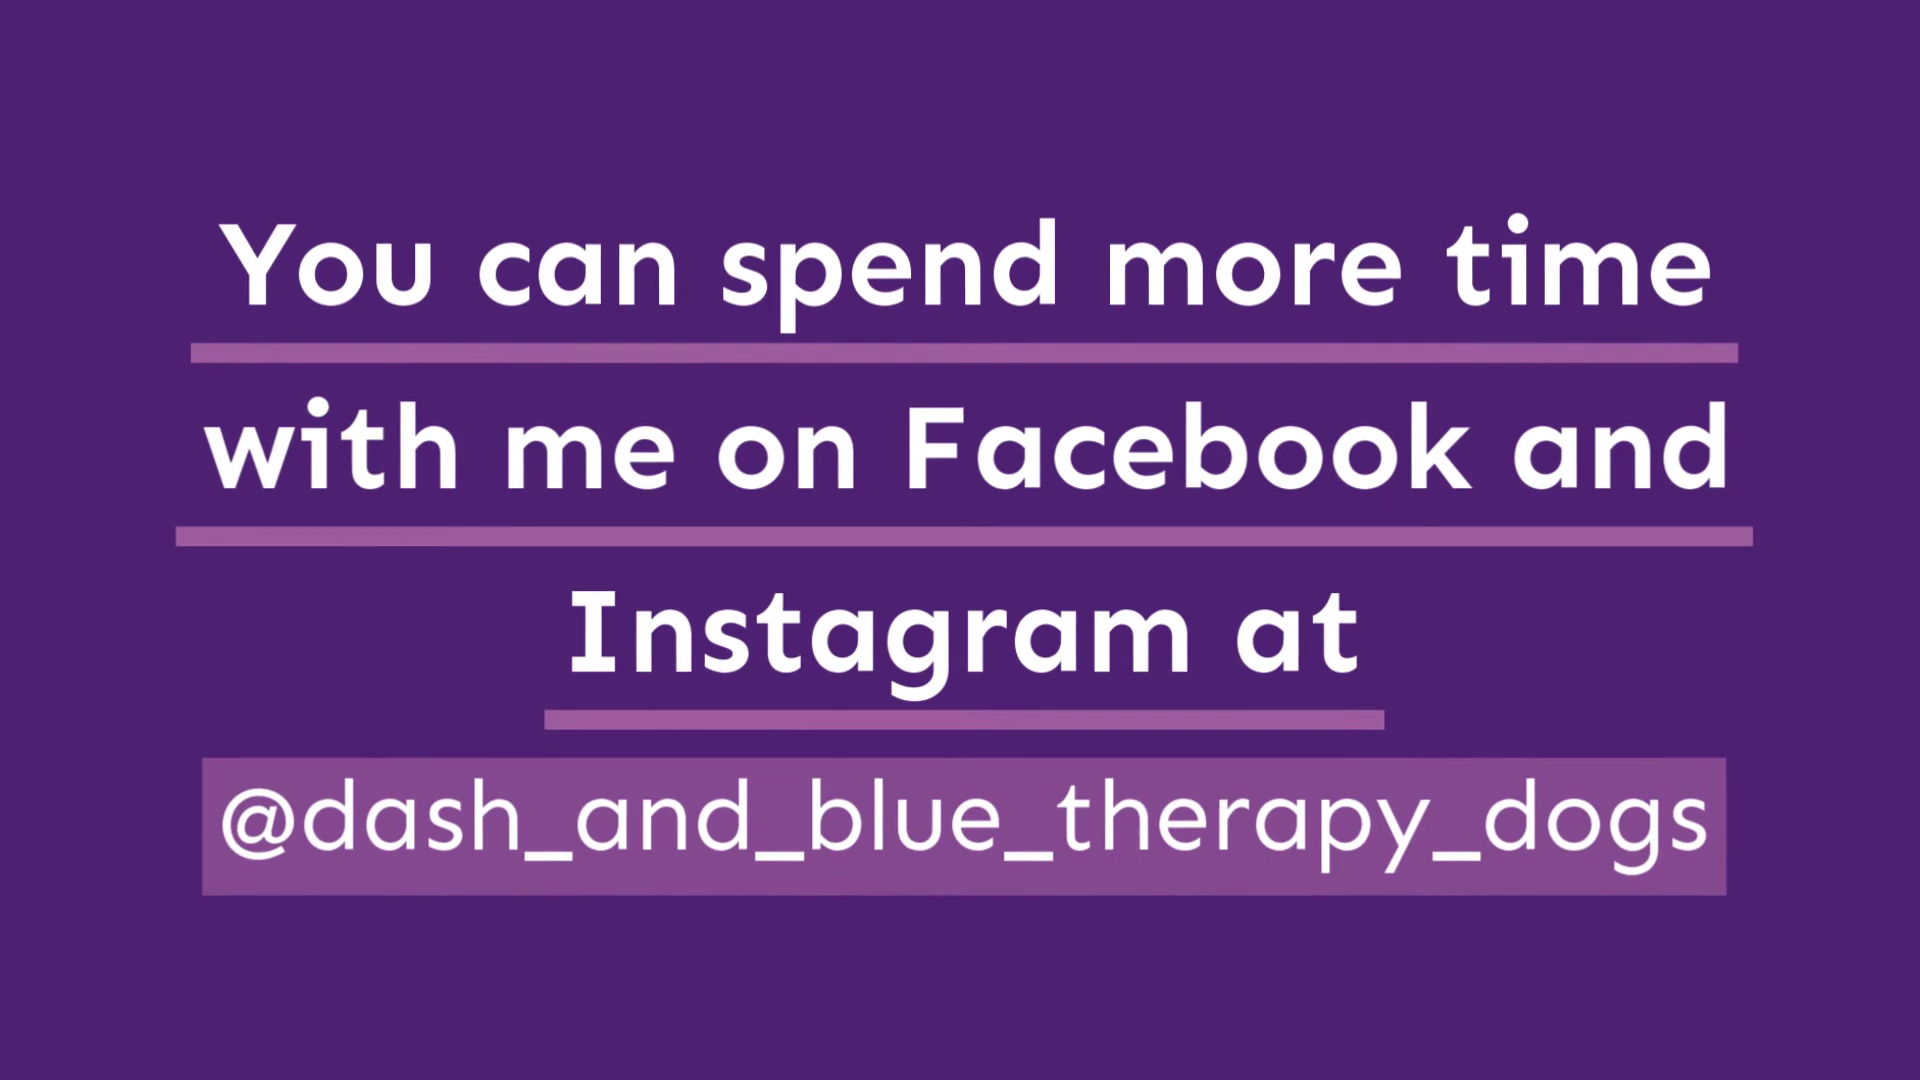 You can spend more time
with me on Facebook and
Instagram at
@dash_and_blue_therapy_dogs